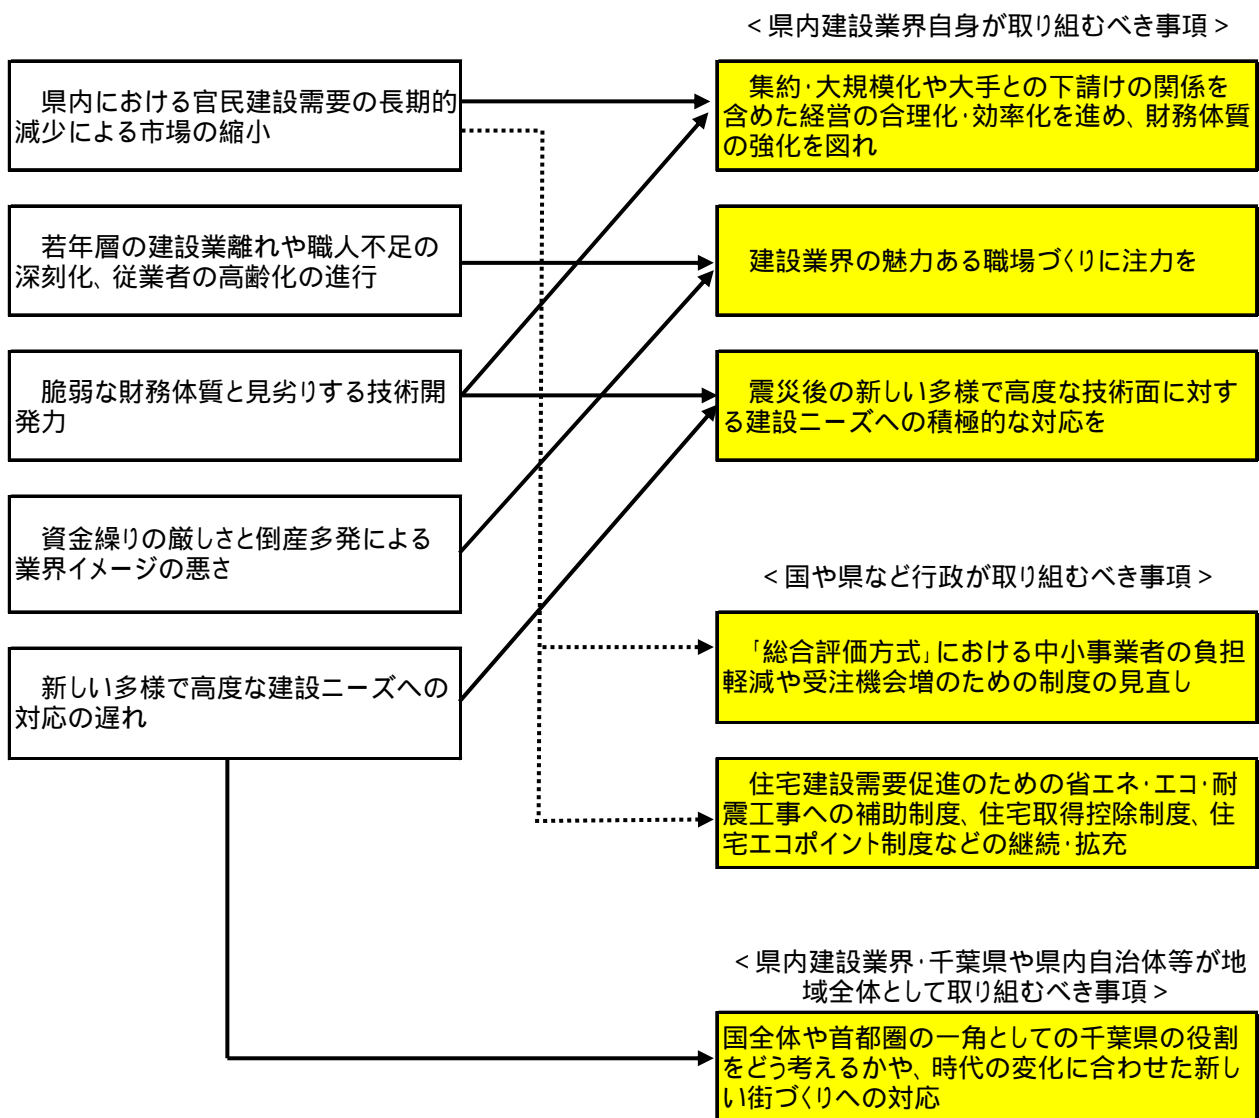 県内における官民建設需要の長期的
減少による市場の縮小
若年層の建設業離れや職人不足の
深刻化、従業者の高齢化の進行
脆弱な財務体質と見劣りする技術開
発力
資金繰りの厳しさと倒産多発による
業界イメージの悪さ
新しい多様で高度な建設ニーズへの
対応の遅れ
<県内建設業界自身が取り組むべき事項>
集約・大規模化や大手との下請けの関係を
含めた経営の合理化・効率化を進め、財務体質
の強化を図れ
建設業界の魅力ある職場づくりに注力を
震災後の新しい多様で高度な技術面に対す
る建設ニーズへの積極的な対応を
<国や県など行政が取り組むべき事項>
「総合評価方式」における中小事業者の負担
軽減や受注機会増のための制度の見直し
住宅建設需要促進のための省エネ・エコ・耐
震工事への補助制度、住宅取得控除制度、住
宅エコポイント制度などの継続・拡充
<県内建設業界・千葉県や県内自治体等が地
域全体として取り組むべき事項>
国全体や首都圏の一角としての千葉県の役割
をどう考えるかや、時代の変化に合わせた新し
い街づくりへの対応